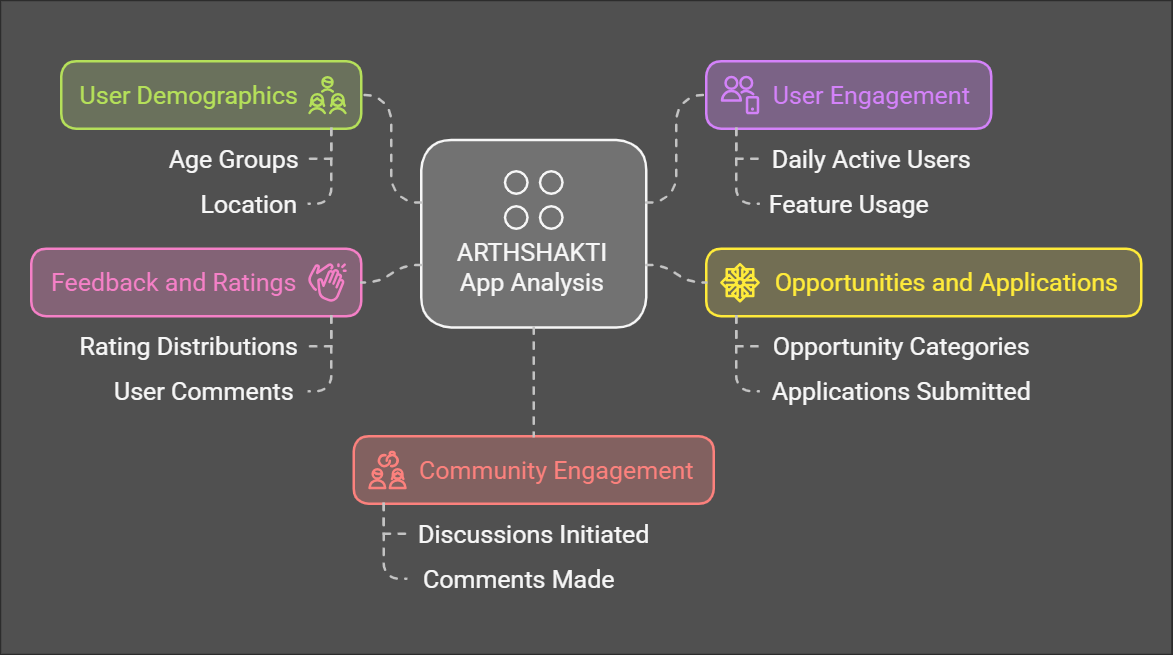 User Demographics
Age Groups
Location
Feedback and Ratings
Rating Distributions
User Comments
ARTHSHAKTI
App Analysis
User Engagement
Daily Active Users
Feature Usage
Opportunities and Applications
Opportunity Categories
Applications Submitted
Community Engagement
Discussions Initiated
Comments Made